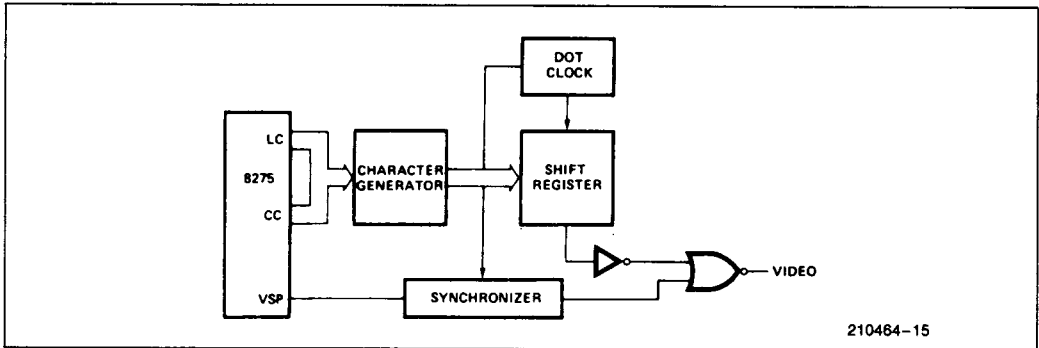 DOT
CLOCK
LC
8275
CC
VSP
CHARACTER
GENERATOR
SHIFT
REGISTER
SYNCHRONIZER
VIDEO
210464-15